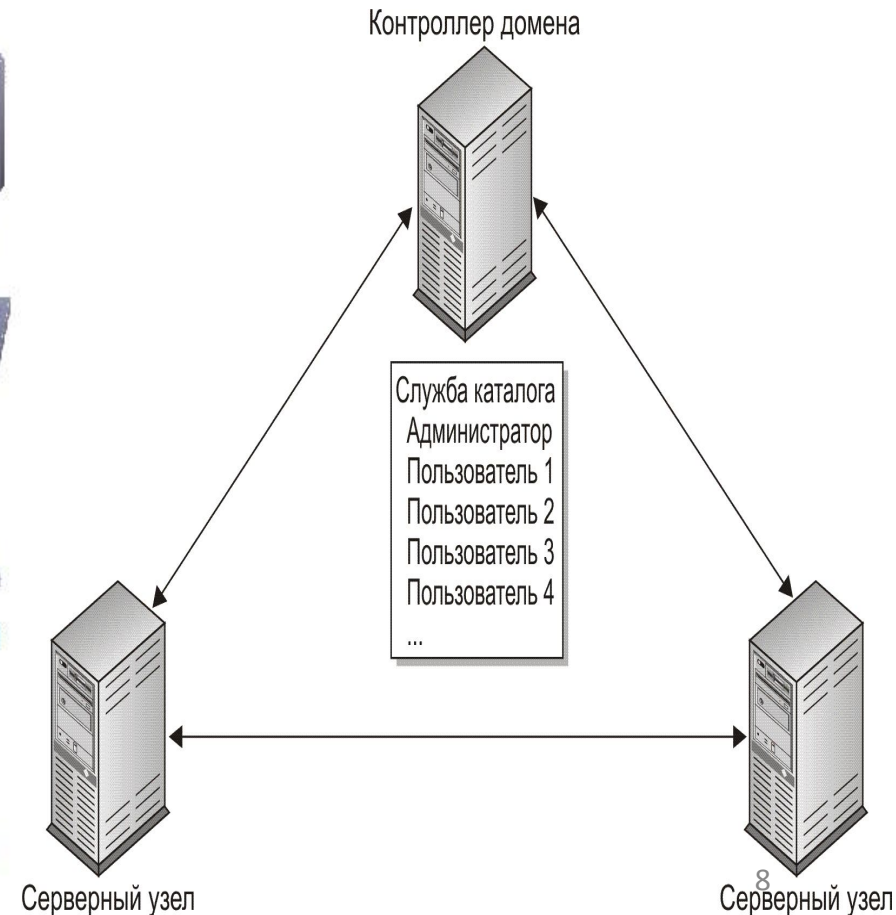 Контроллер домена
Служба каталога
Администратор
Пользователь 1
Пользователь 2
Пользователь 3
Пользователь 4
...
Серверный узел
Серверный узел
8